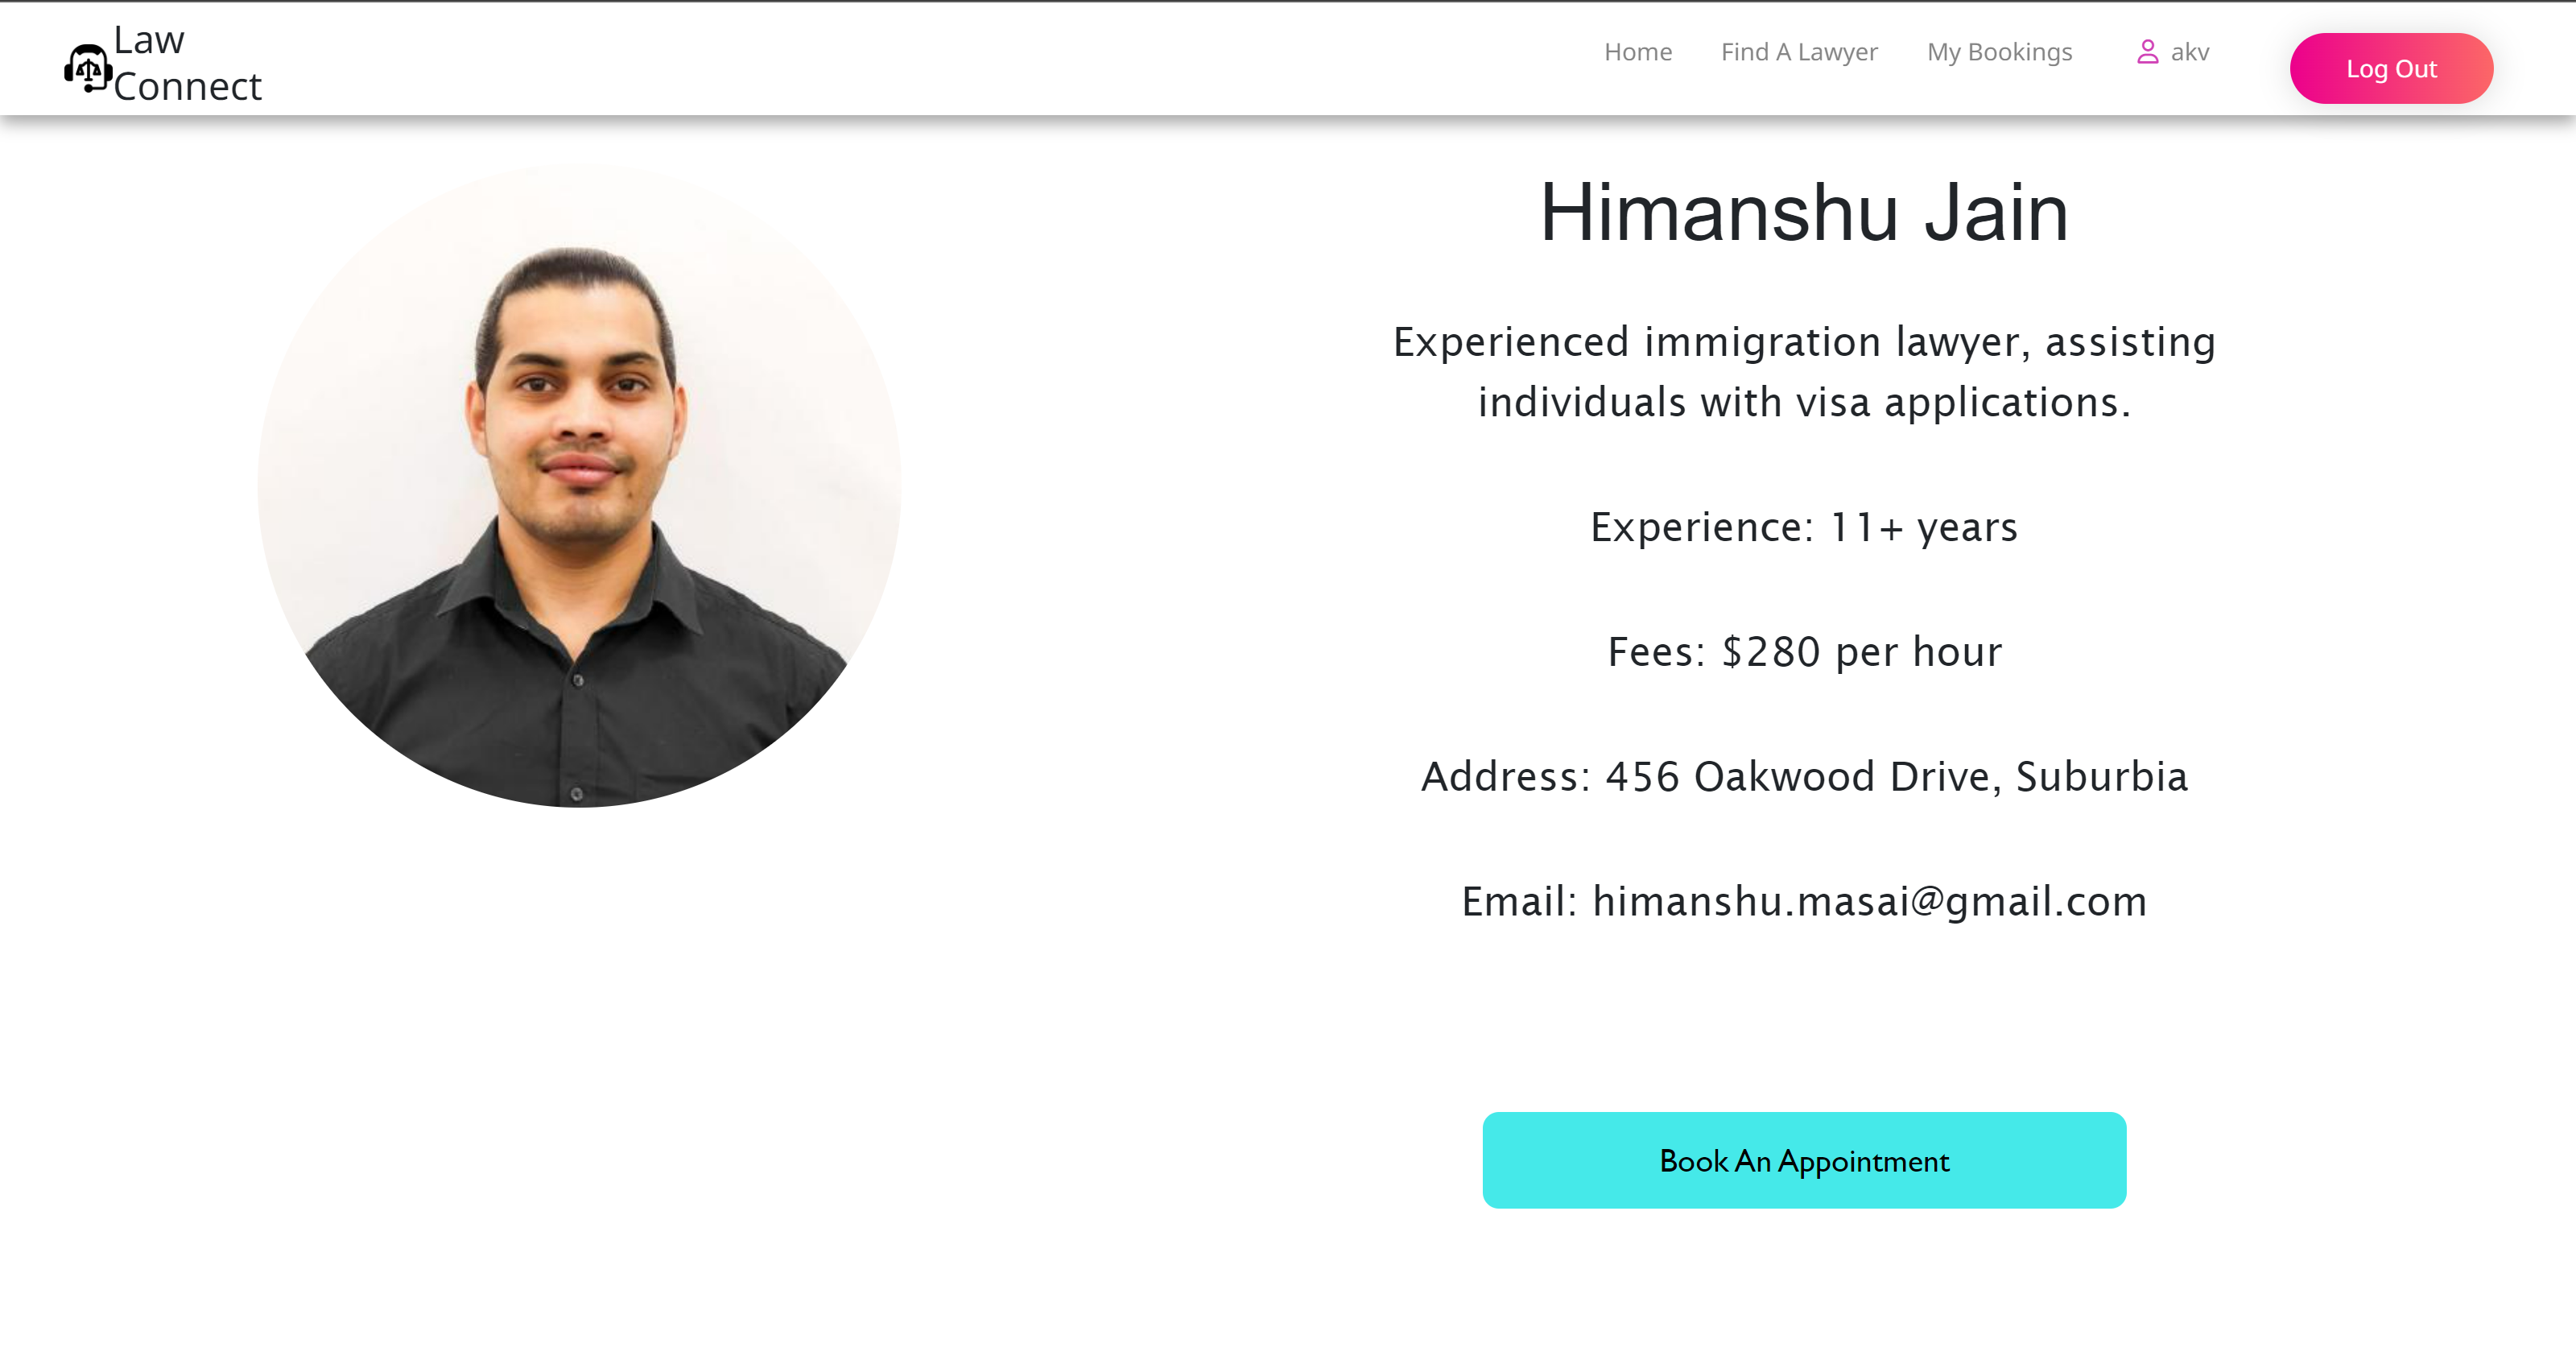 Law
Connect
Home
Find A Lawyer
My Bookings
akv
Log Out
Himanshu Jain
Experienced immigration lawyer, assisting
individuals with visa applications.
Experience: 11+ years
Fees: $280 per hour
Address: 456 Oakwood Drive, Suburbia
Email: himanshu.masai@gmail.com
Book An Appointment